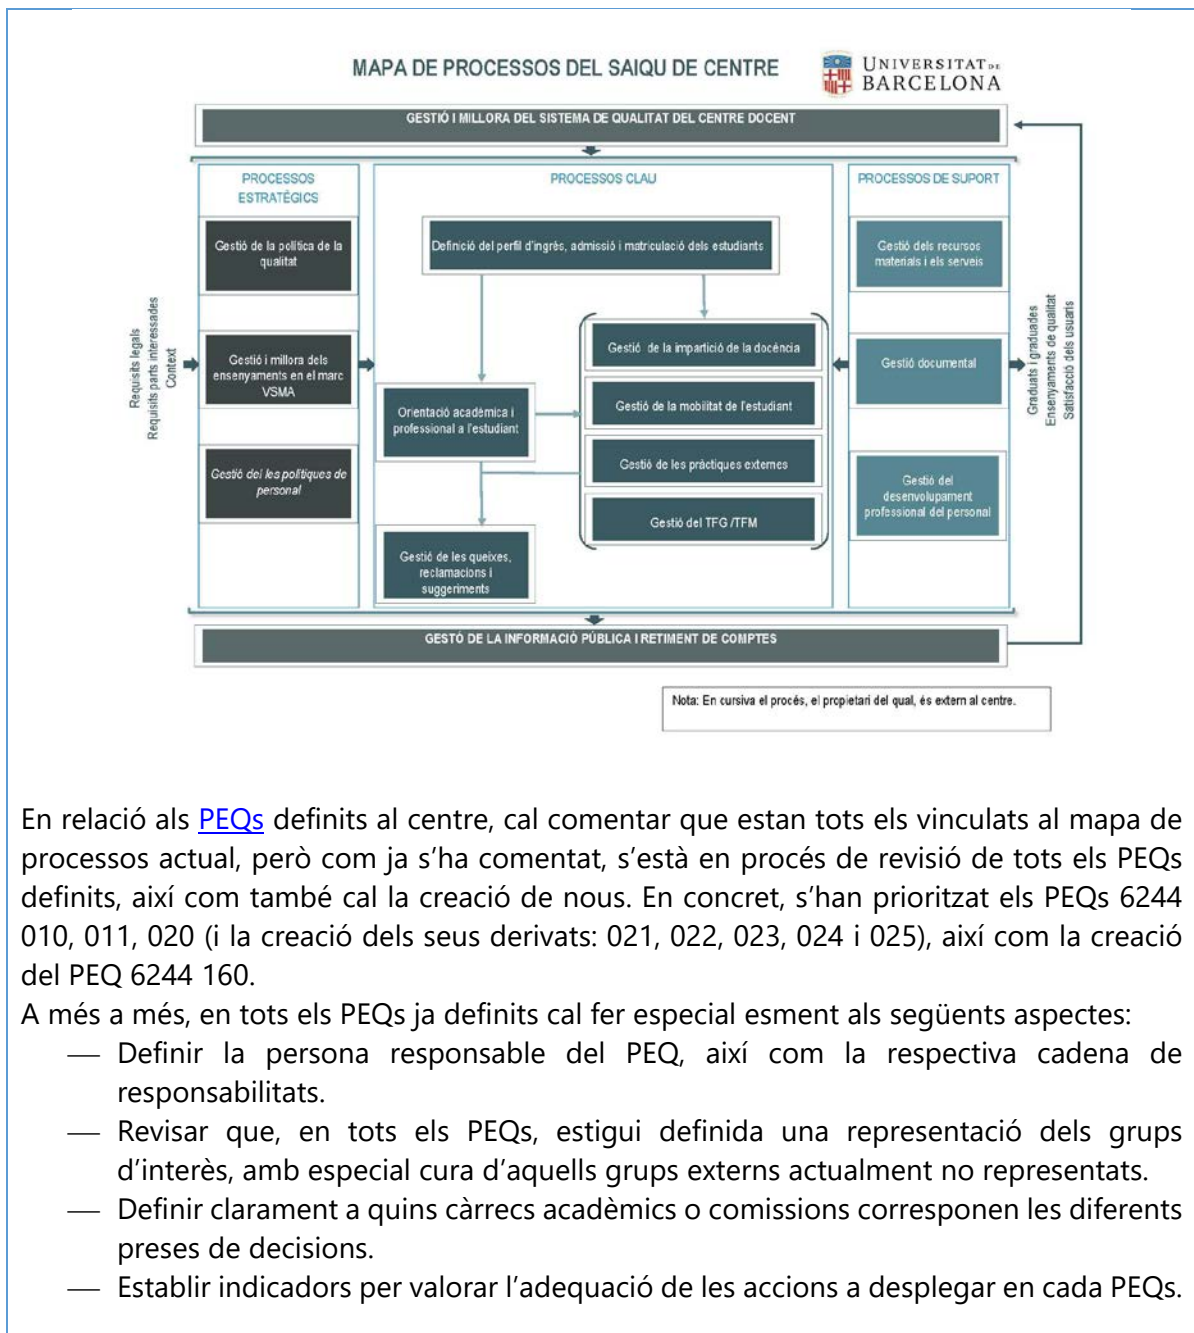 MAPA DE PROCESSOS DEL SAIQU DE CENTRE
UNIVERSITAT DE
BARCELONA
GESTIÓ I MILLORA DEL SISTEMA DE QUALITAT DEL CENTRE DOCENT
PROCESSOS
ESTRATÈGICS
Gestió de la política de la
qualitat
Gestió i millora dels
ensenyaments en el marc
VSMA
Gestió del les polítiques de
personal
Requisits legals
Requisits parts interessades
Context
PROCESSOS CLAU
Definició del perfil d'ingrés, admissió i matriculació dels estudiants
Orientació acadèmica i
professional a l'estudiant
Gestió de les queixes,
reclamacions i
suggeriments
Gestió de la impartició de la docència
Gestió de la mobilitat de l'estudiant
Gestió de les pràctiques externes
Gestió del TFG /TFM
PROCESSOS DE SUPORT
Gestió dels recursos
materials i els serveis
Gestió documental
Gestió del
desenvolupament
professional del personal
Graduats i graduades
Ensenyaments de qualitat
Satisfacció dels usuaris
GESTÓ DE LA INFORMACIÓ PÚBLICA I RETIMENT DE COMPTES
Nota: En cursiva el procés, el propietari del qual, és extern al centre.
En relació als PEQs definits al centre, cal comentar que estan tots els vinculats al mapa de
processos actual, però com ja s'ha comentat, s'està en procés de revisió de tots els PEQs
definits, així com també cal la creació de nous. En concret, s'han prioritzat els PEQs 6244
010, 011, 020 (i la creació dels seus derivats: 021, 022, 023, 024 i 025), així com la creació
del PEQ 6244 160.
A més a més, en tots els PEQs ja definits cal fer especial esment als següents aspectes:
— Definir la persona responsable del PEQ, així com la respectiva cadena de
responsabilitats.
— Revisar que, en tots els PEQs, estigui definida una representació dels grups
d'interès, amb especial cura d'aquells grups externs actualment no representats.
— Definir clarament a quins càrrecs acadèmics o comissions corresponen les diferents
preses de decisions.
— Establir indicadors per valorar l'adequació de les accions a desplegar en cada PEQs.